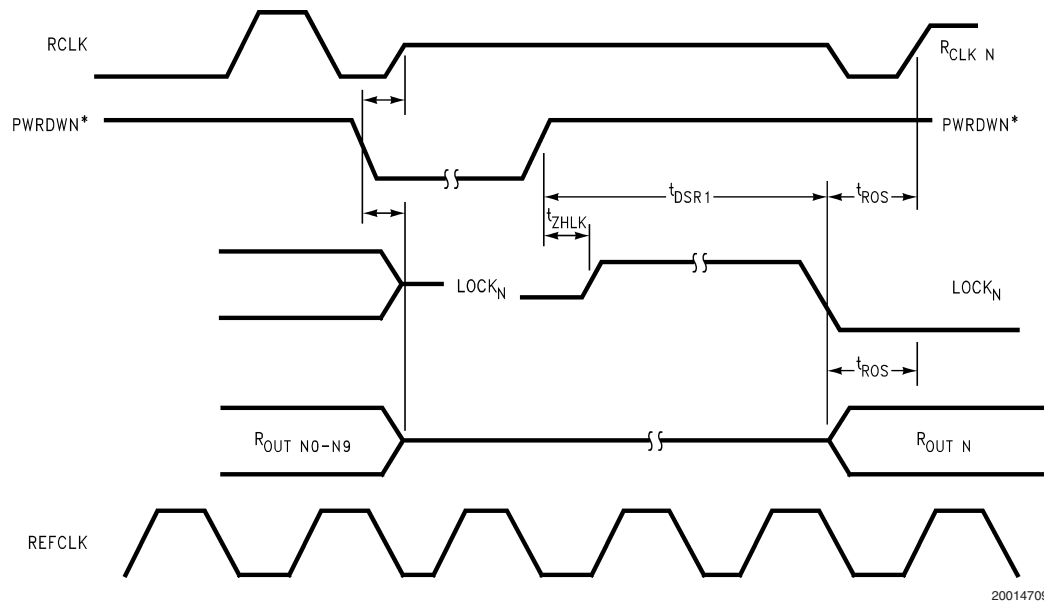 RCLK
R_CLK N
PWRDWN*
PWRDWN*
t_DSR1
t_ROS
t_ZHLK
LOCK_N
LOCK_N
t_ROS
R_OUT N0-N9
R_OUT N
REFCLK
20014709